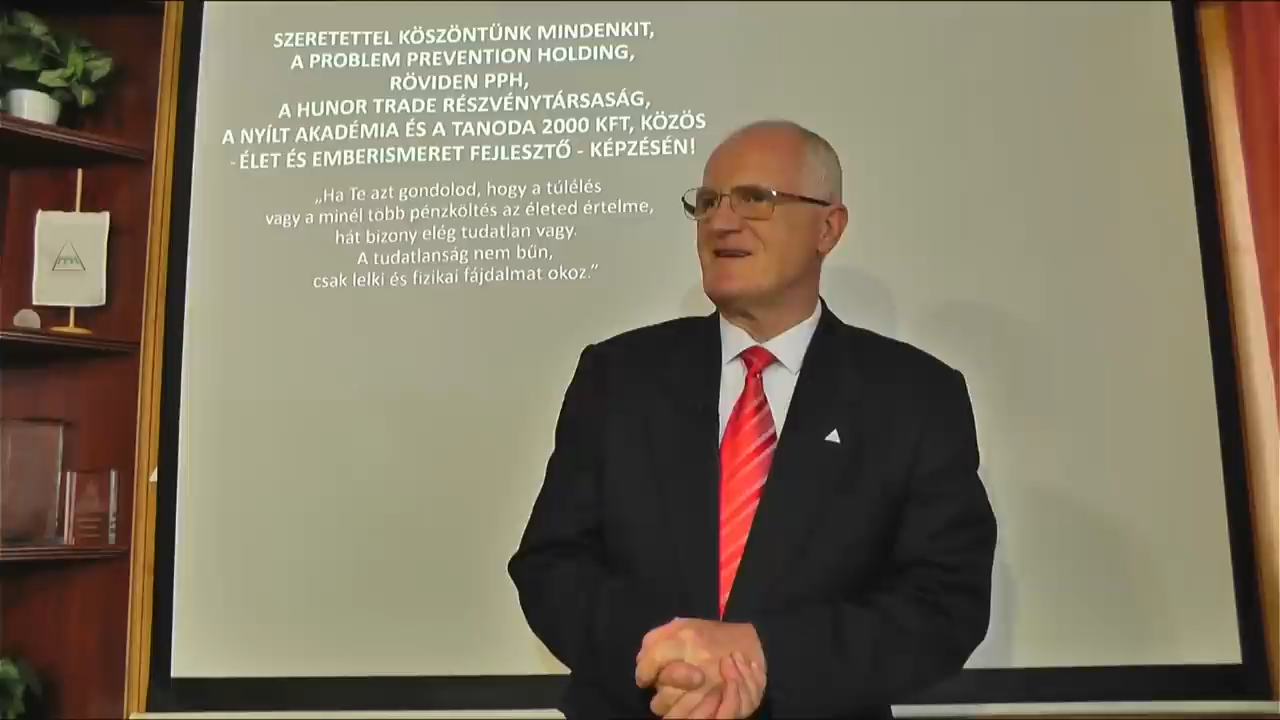 SZERETETTEL KÖSZÖNTÜNK MINDENKIT,
A PROBLEM PREVENTION HOLDING,
RÖVIDEN PPH,
A HUNOR TRADE RÉSZVÉNYTÁRSASÁG,
A NYÍLT AKADÉMIA ÉS A TANODA 2000 KFT, KÖZÖS
- ÉLET ÉS EMBERISMERET FEJLESZTŐ - KÉPZÉSÉN!
„Ha Te azt gondolod, hogy a túlélés
vagy a minél több pénzköltés az életed értelme,
hát bizony elég tudatlan vagy.
A tudatlanság nem bűn,
csak lelki és fizikai fájdalmat okoz.”